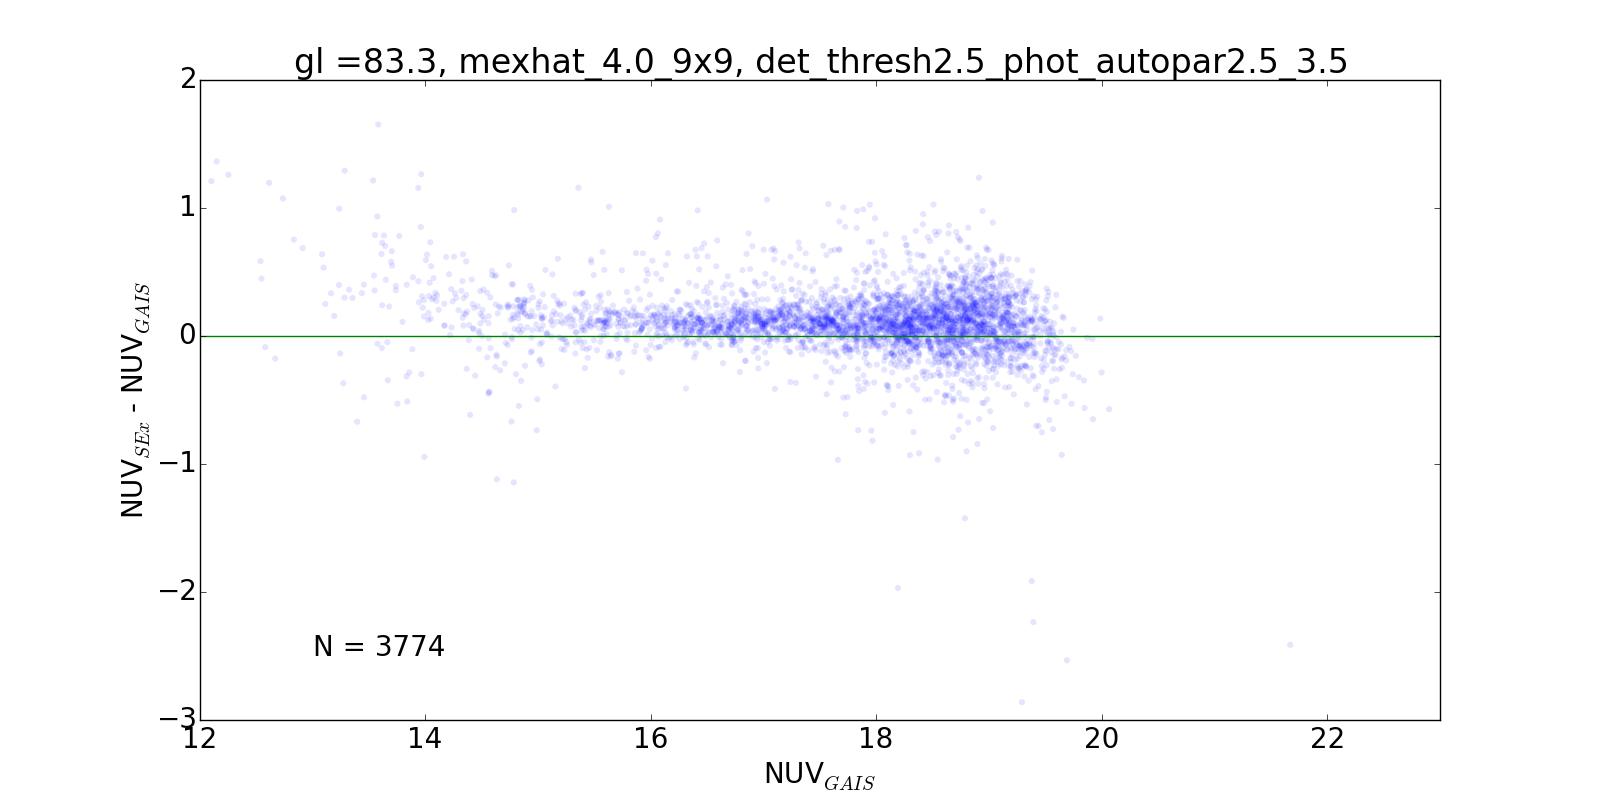 gl =83.3, mexhat_4.0_9x9, det_thresh2.5_phot_autopar2.5_3.5
2
1
0
−1
−2
−3
NUV_SEx - NUV_GAIS
N = 3774
12 14 16 18 20 22
NUV_GAIS